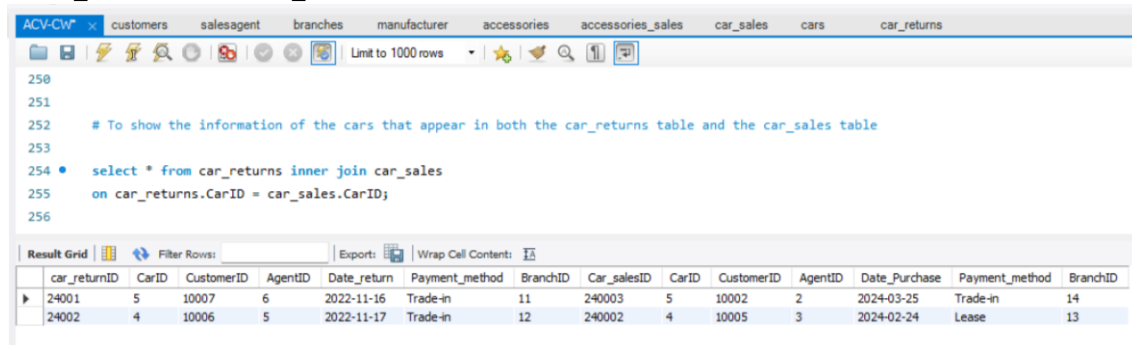 ACV-CW* × customers salesagent branches manufacturer accessories accessories_sales car_sales cars car_returns
Limit to 1000 rows
250
251
252 # To show the information of the cars that appear in both the car_returns table and the car_sales table
253
254 select * from car_returns inner join car_sales
255 on car_returns.CarID = car_sales.CarID;
256
Result Grid Filter Rows: Export: Wrap Cell Content:
car_returnID CarID CustomerID AgentID Date_return Payment_method BranchID Car_salesID CarID CustomerID AgentID Date_Purchase Payment_method BranchID
24001 5 10007 6 2022-11-16 Trade-in 11 240003 5 10002 2 2024-03-25 Trade-in 14
24002 4 10006 5 2022-11-17 Trade-in 12 240002 4 10005 3 2024-02-24 Lease 13